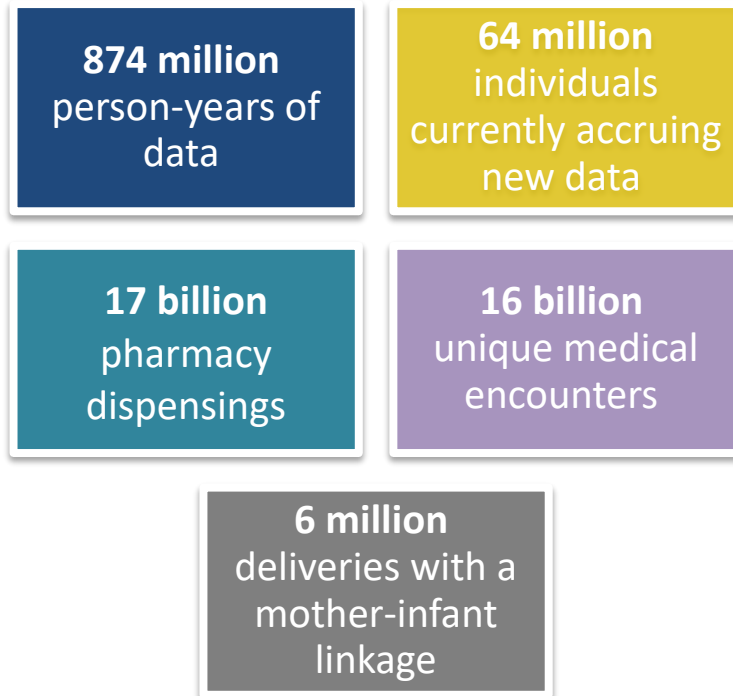 874 million
person-years of
data
64 million
individuals
currently accruing
new data
17 billion
pharmacy
dispensings
16 billion
unique medical
encounters
6 million
deliveries with a
mother-infant
linkage